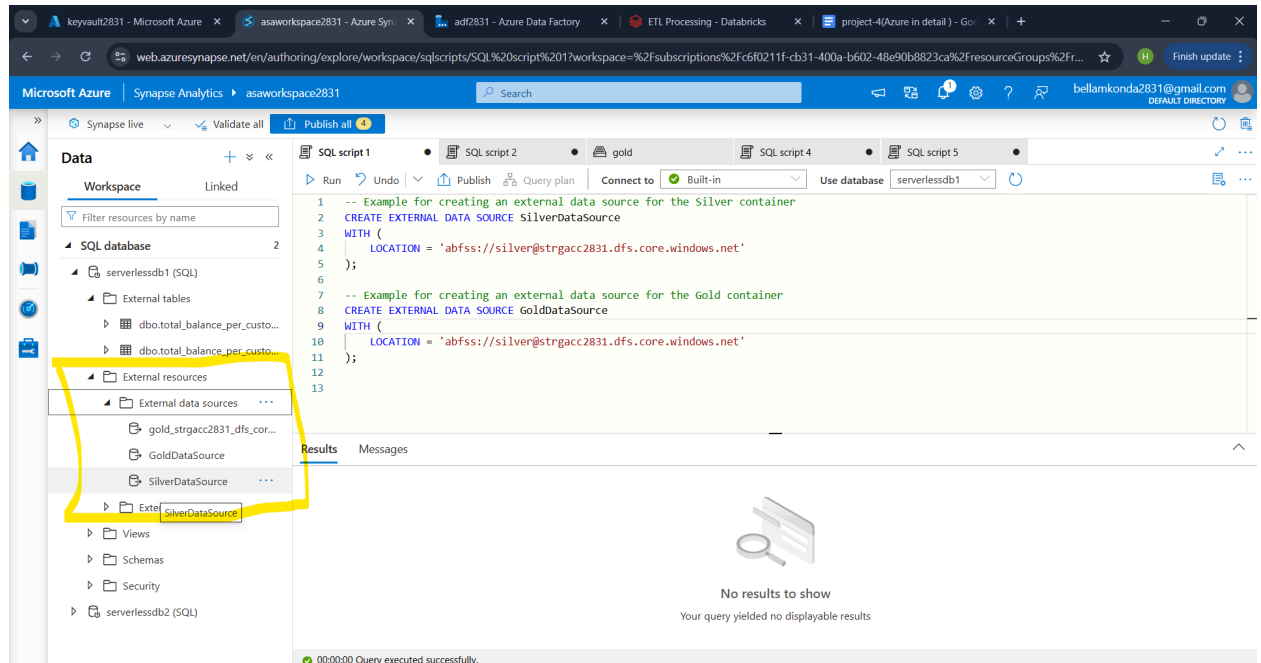 keyvault2831 - Microsoft Azure
asaworkspace2831 - Azure Syn
adf2831 - Azure Data Factory
ETL Processing - Databricks
project-4(Azure in detail ) - Goo
web.azuresynapse.net/en/authoring/explore/workspace/sqlscripts/SQL%20script%201?workspace=%2Fsubscriptions%2Fc6f0211f-cb31-400a-b602-48e90b8823ca%2FresourceGroups%2Fr...
H
Finish update
Microsoft Azure
Synapse Analytics
asaworkspace2831
Search
1
bellamkonda2831@gmail.com
DEFAULT DIRECTORY
Synapse live
Validate all
Publish all 4
Data
SQL script 1
SQL script 2
gold
SQL script 4
SQL script 5
Workspace
Linked
Run
Undo
Publish
Query plan
Connect to
Built-in
Use database
serverlessdb1
Filter resources by name
SQL database 2
serverlessdb1 (SQL)
External tables
dbo.total_balance_per_custo...
dbo.total_balance_per_custo...
External resources
External data sources ...
gold_strgacc2831_dfs_cor...
GoldDataSource
SilverDataSource ...
Exte
SilverDataSource
Views
Schemas
Security
serverlessdb2 (SQL)
1 -- Example for creating an external data source for the Silver container
2 CREATE EXTERNAL DATA SOURCE SilverDataSource
3 WITH (
4 LOCATION = 'abfss://silver@strgacc2831.dfs.core.windows.net'
5 );
6
7 -- Example for creating an external data source for the Gold container
8 CREATE EXTERNAL DATA SOURCE GoldDataSource
9 WITH (
10 LOCATION = 'abfss://silver@strgacc2831.dfs.core.windows.net'
11 );
12
13
Results
Messages
No results to show
Your query yielded no displayable results
00:00:00 Query executed successfully.